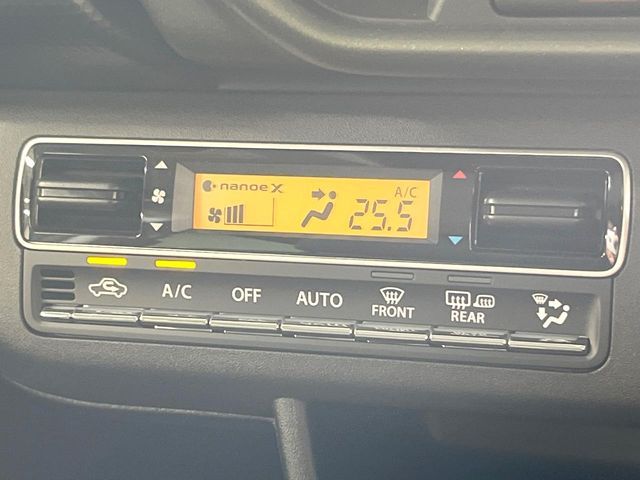 nanoe X
A/C
25.5
A/C
OFF
AUTO
FRONT
REAR